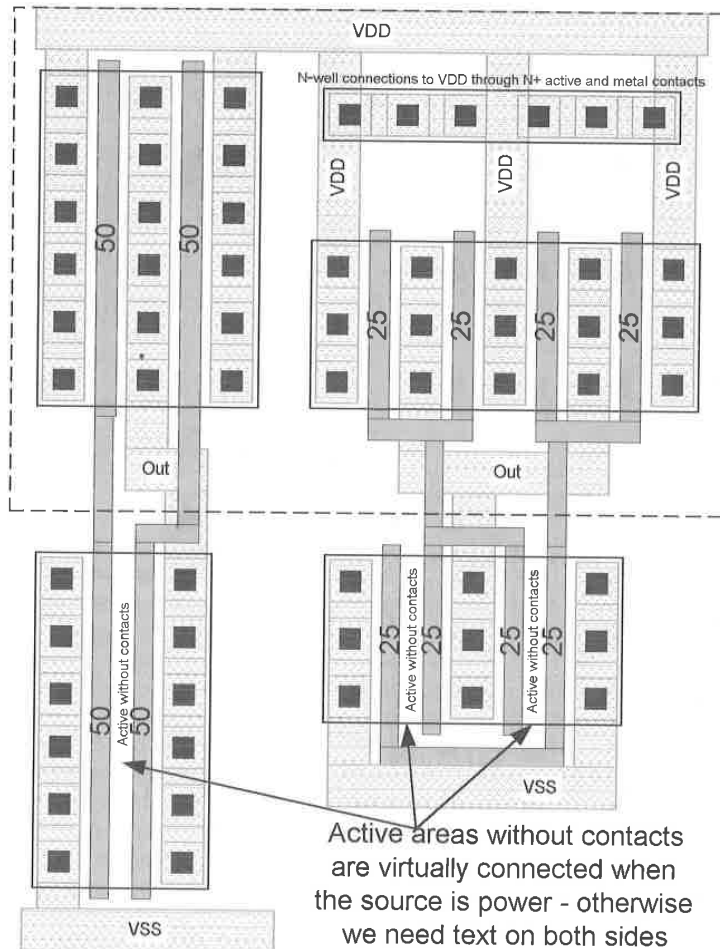 VDD
N-well connections to VDD through N+ active and metal contacts
VDD
VDD
VDD
50
50
25
25
25
25
Out
Out
50
Active without contacts
50
25
Active without contacts
25
25
Active without contacts
25
VSS
VSS
Active areas without contacts
are virtually connected when
the source is power - otherwise
we need text on both sides